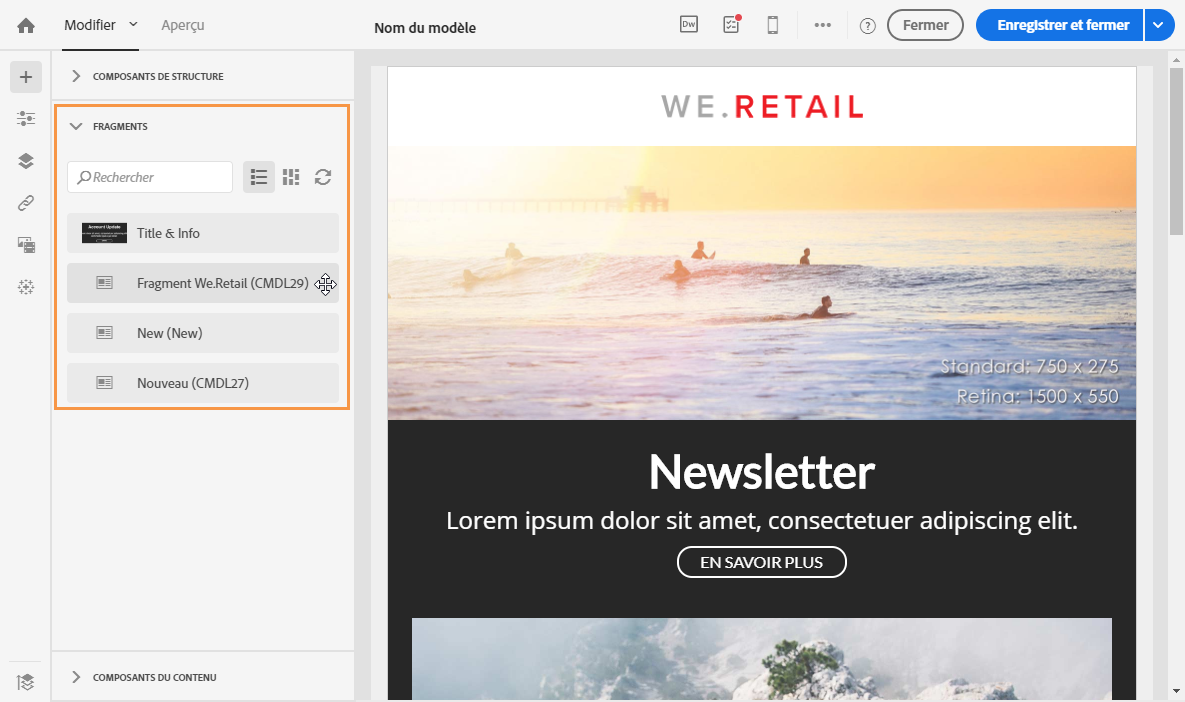 Modifier
Aperçu
Nom du modèle
Dw
?
Fermer
Enregistrer et fermer
COMPOSANTS DE STRUCTURE
FRAGMENTS
Rechercher
Account Update
Title & Info
Fragment We.Retail (CMDL29)
New (New)
Nouveau (CMDL27)
COMPOSANTS DU CONTENU
WE.RETAIL
Standard: 750 x 275
Retina: 1500 x 550
Newsletter
Lorem ipsum dolor sit amet, consectetuer adipiscing elit.
EN SAVOIR PLUS